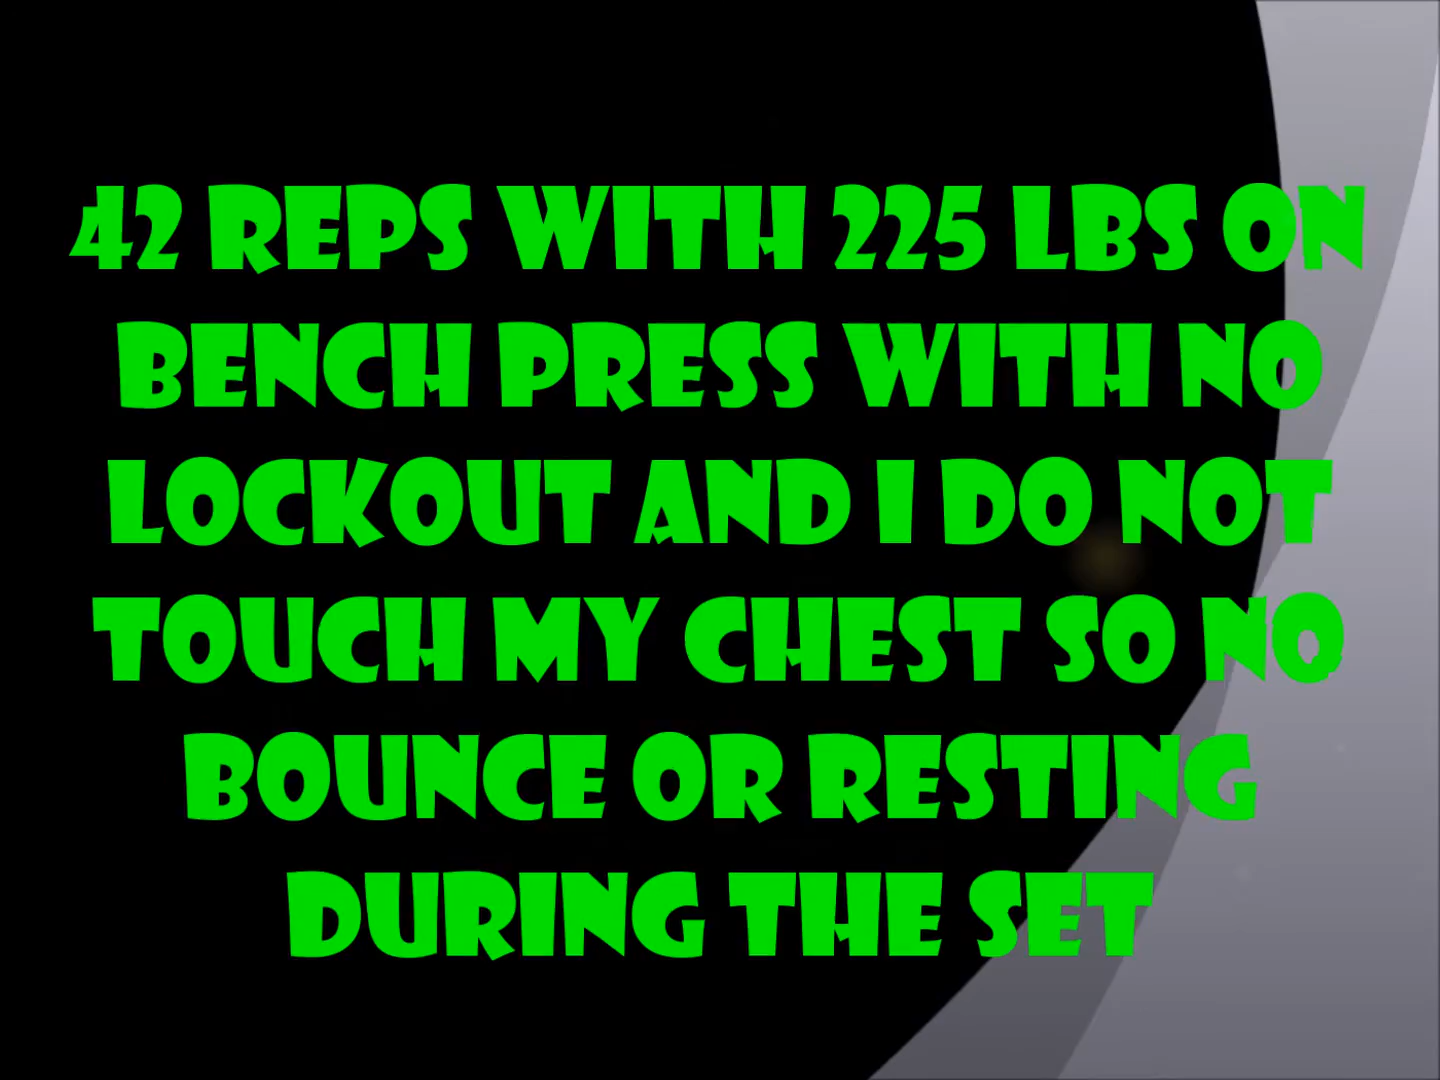 42 REPS WITH 225 LBS ON
BENCH PRESS WITH NO
LOCKOUT AND I DO NOT
TOUCH MY CHEST SO NO
BOUNCE OR RESTING
DURING THE SET